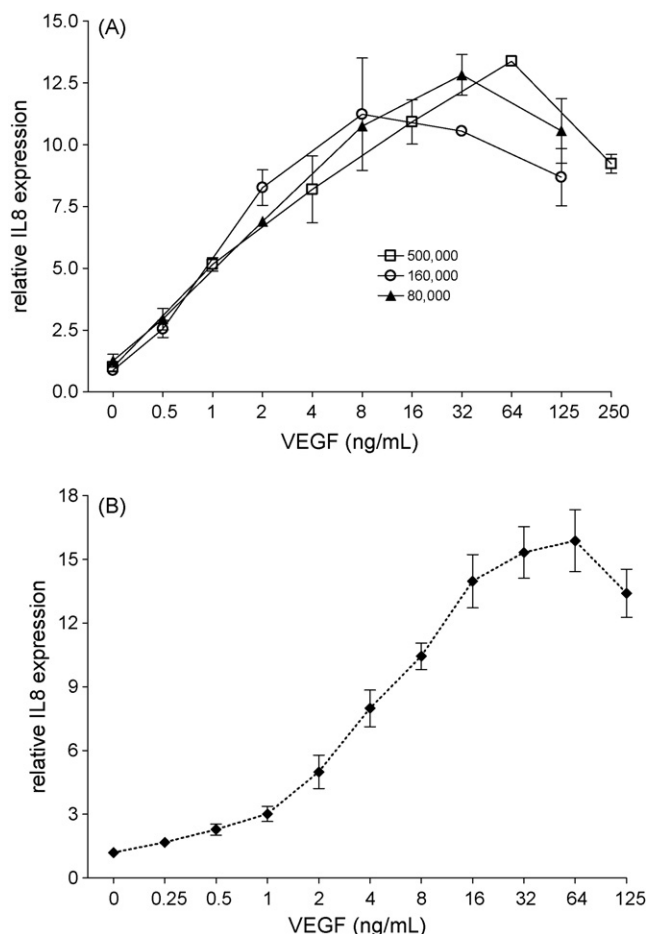 (A)
15.0
12.5
10.0
7.5
5.0
2.5
0.0
relative IL8 expression
500,000
160,000
80,000
0 0.5 1 2 4 8 16 32 64 125 250
VEGF (ng/mL)
(B)
18
15
12
9
6
3
0
relative IL8 expression
0 0.25 0.5 1 2 4 8 16 32 64 125
VEGF (ng/mL)